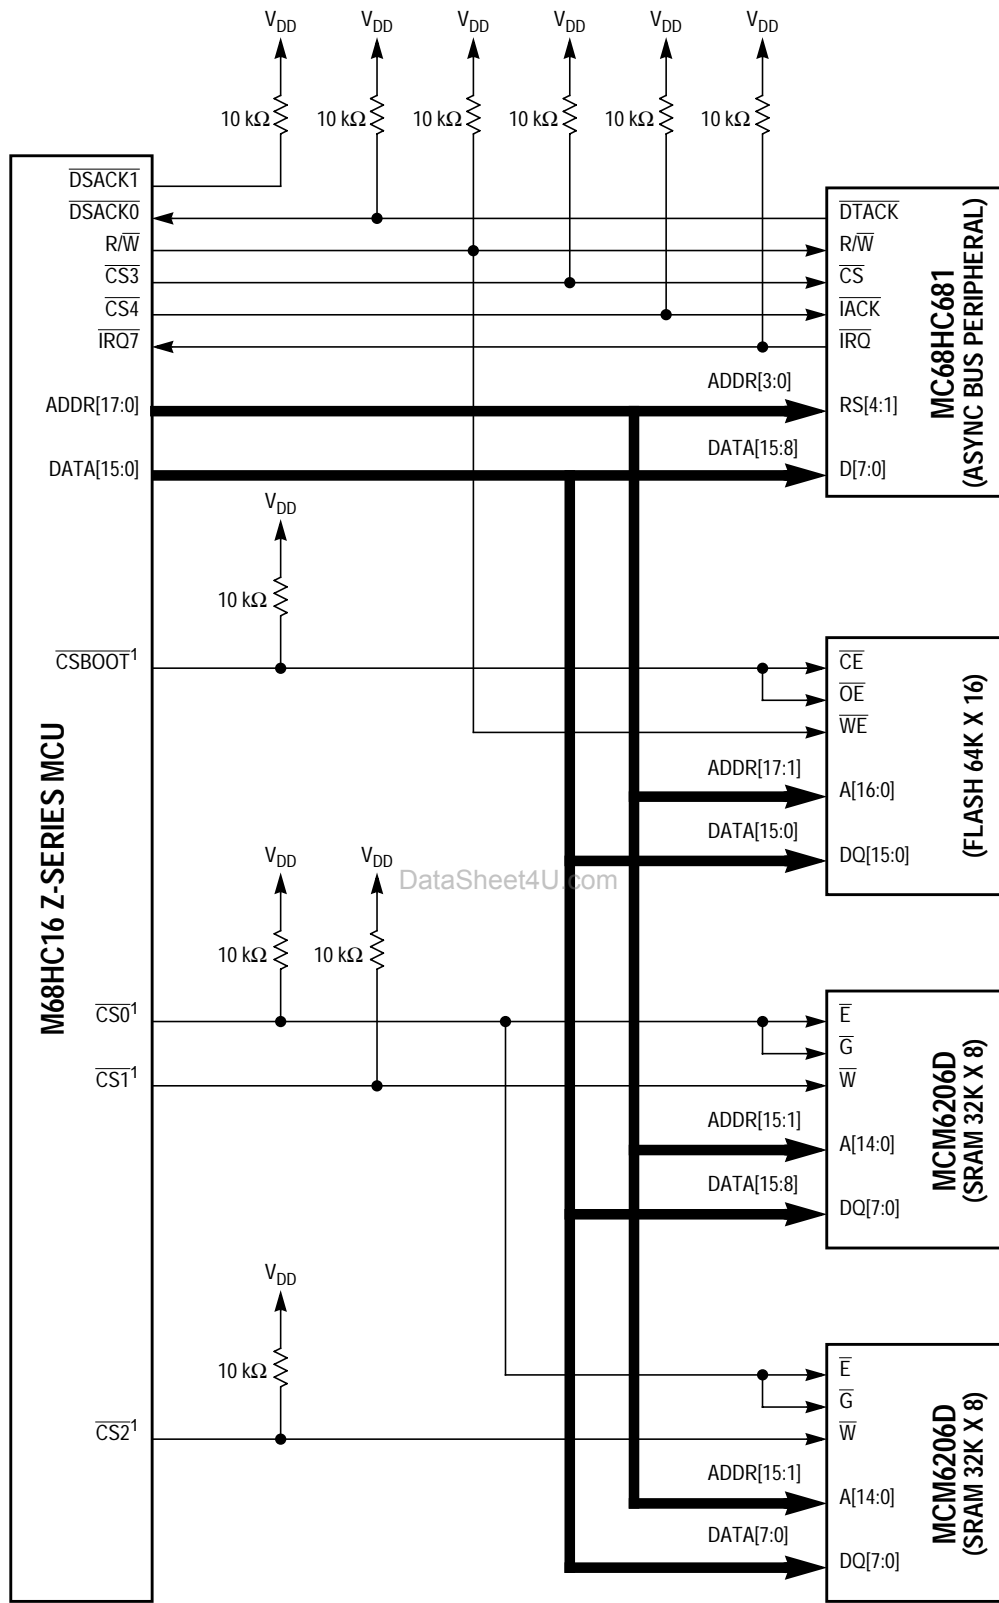 VDD VDD VDD VDD VDD VDD
10 kΩ 10 kΩ 10 kΩ 10 kΩ 10 kΩ 10 kΩ
M68HC16 Z-SERIES MCU
DSACK1
DSACK0
R/W
CS3
CS4
IRQ7
ADDR[17:0]
DATA[15:0]
CSBOOT1
CS01
CS11
CS21
DTACK
R/W
CS
IACK
IRQ
ADDR[3:0]
RS[4:1]
DATA[15:8]
D[7:0]
MC68HC681
(ASYNC BUS PERIPHERAL)
VDD
10 kΩ
CE
OE
WE
ADDR[17:1]
A[16:0]
DATA[15:0]
DQ[15:0]
(FLASH 64K X 16)
VDD VDD
DataSheet4U.com
10 kΩ 10 kΩ
E
G
W
ADDR[15:1]
A[14:0]
DATA[15:8]
DQ[7:0]
MCM6206D
(SRAM 32K X 8)
VDD
10 kΩ
E
G
W
ADDR[15:1]
A[14:0]
DATA[7:0]
DQ[7:0]
MCM6206D
(SRAM 32K X 8)